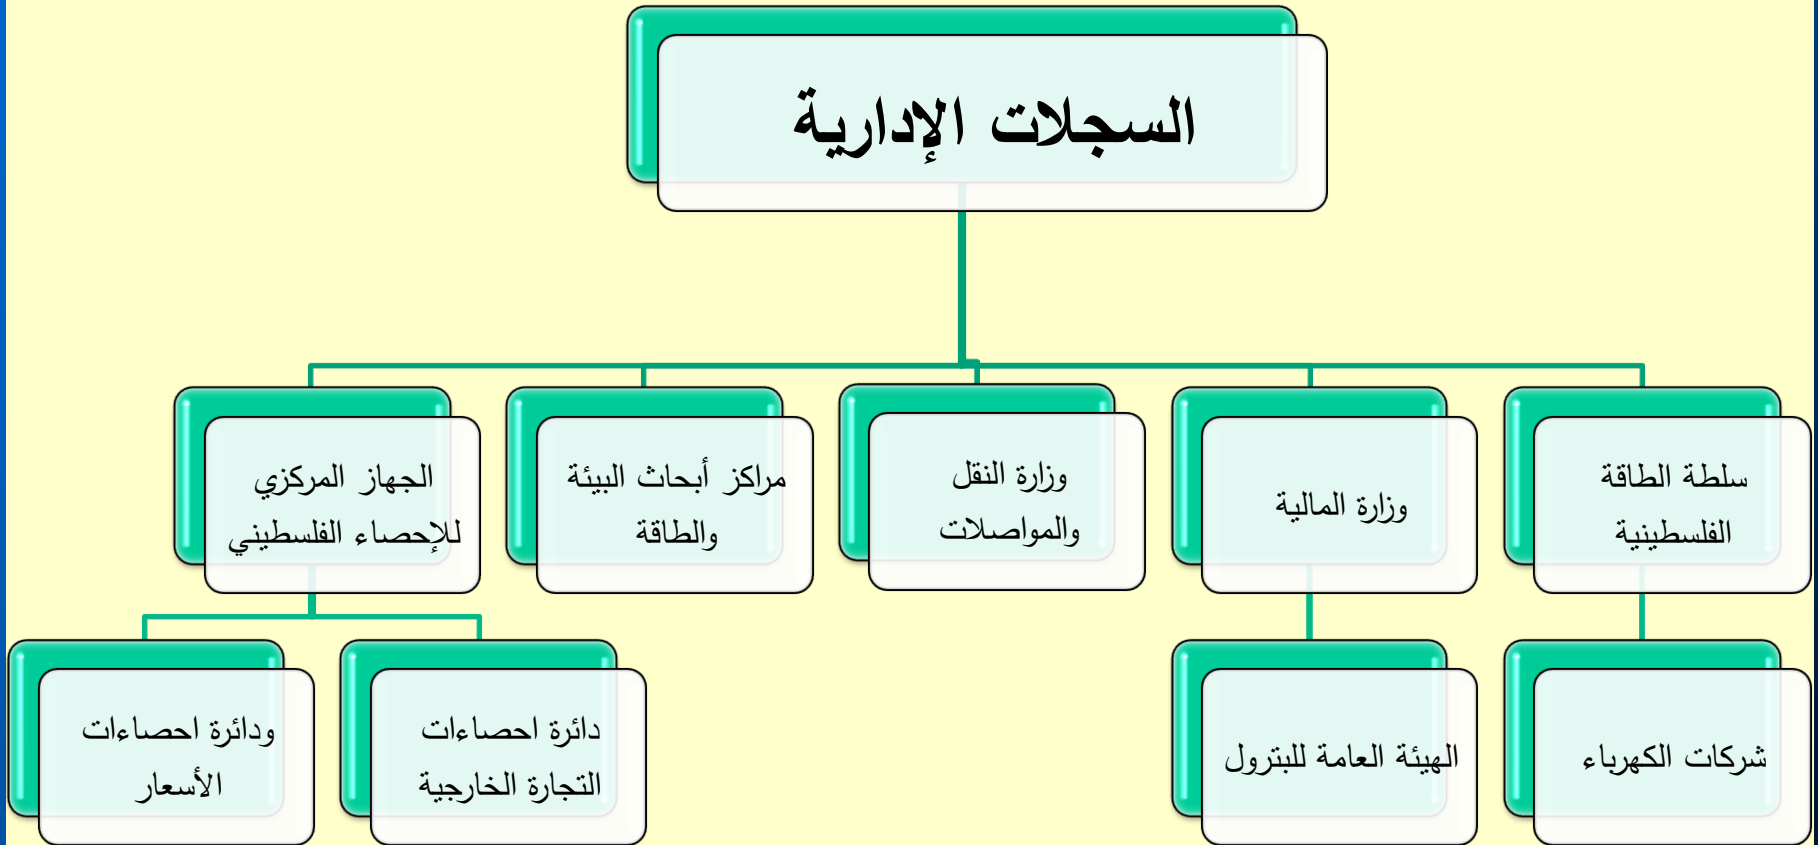 السجلات الإدارية
سلطة الطاقة
الفلسطينية
وزارة المالية
وزارة النقل
والمواصلات
مراكز أبحاث البيئة
والطاقة
الجهاز المركزي
للإحصاء الفلسطيني
شركات الكهرباء
الهيئة العامة للبترول
دائرة احصاءات
التجارة الخارجية
ودائرة احصاءات
الأسعار